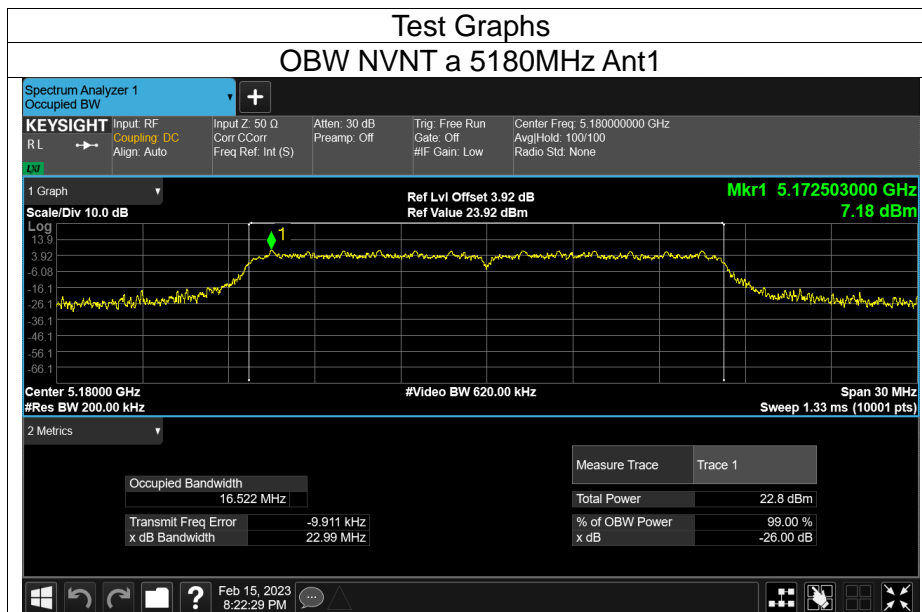 Test Graphs
OBW NVNT a 5180MHz Ant1
Spectrum Analyzer 1
Occupied BW
+
KEYSIGHT Input: RF Input Z: 50 Ω Atten: 30 dB Trig: Free Run Center Freq: 5.180000000 GHz
R L Coupling: DC Corr CCorr Preamp: Off Gate: Off Avg|Hold: 100/100
Align: Auto Freq Ref: Int (S) #IF Gain: Low Radio Std: None
LXI
1 Graph Ref Lvl Offset 3.92 dB Mkr1 5.172503000 GHz
Scale/Div 10.0 dB Ref Value 23.92 dBm 7.18 dBm
Log
1
13.9
3.92
-6.08
-16.1
-26.1
-36.1
-46.1
-56.1
-66.1
Center 5.18000 GHz #Video BW 620.00 kHz Span 30 MHz
#Res BW 200.00 kHz Sweep 1.33 ms (10001 pts)
2 Metrics
Measure Trace Trace 1
Occupied Bandwidth
16.522 MHz Total Power 22.8 dBm
Transmit Freq Error -9.911 kHz % of OBW Power 99.00 %
x dB Bandwidth 22.99 MHz x dB -26.00 dB
? Feb 15, 2023
8:22:29 PM